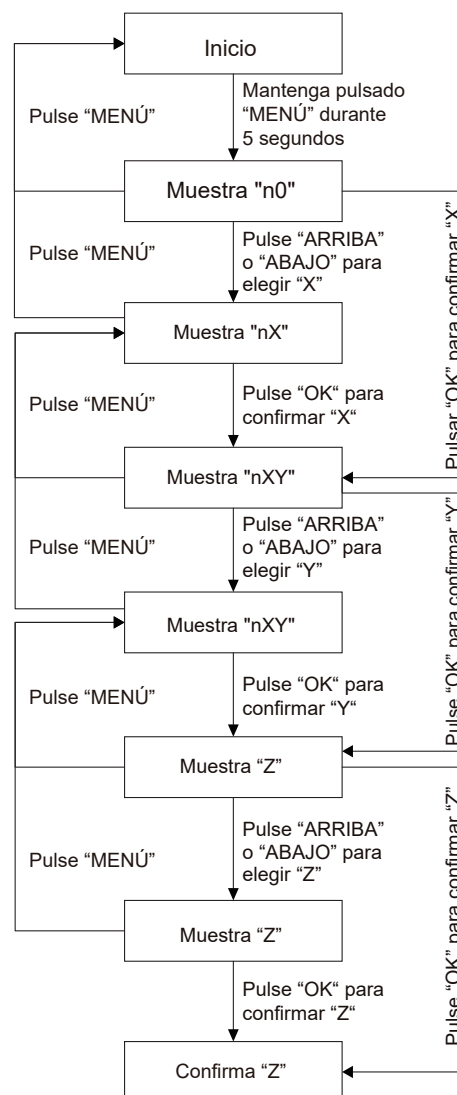 Inicio
Mantenga pulsado
“MENÚ” durante
5 segundos
Pulse “MENÚ”
Muestra "n0"
Pulse “ARRIBA”
o “ABAJO” para
elegir “X”
Pulse “MENÚ”
Pulsar “OK” para confirmar “X”
Muestra "nX"
Pulse “OK“ para
confirmar “X“
Pulse “MENÚ”
Muestra "nXY"
Pulse “ARRIBA”
o “ABAJO” para
elegir “Y”
Pulse “MENÚ”
Pulse “OK” para confirmar “Y”
Muestra "nXY"
Pulse “OK“ para
confirmar “Y“
Pulse “MENÚ”
Muestra “Z”
Pulse “ARRIBA”
o “ABAJO” para
elegir “Z”
Pulse “MENÚ”
Pulse “OK” para confirmar “Z”
Muestra “Z”
Pulse “OK“ para
confirmar “Z“
Confirma “Z”